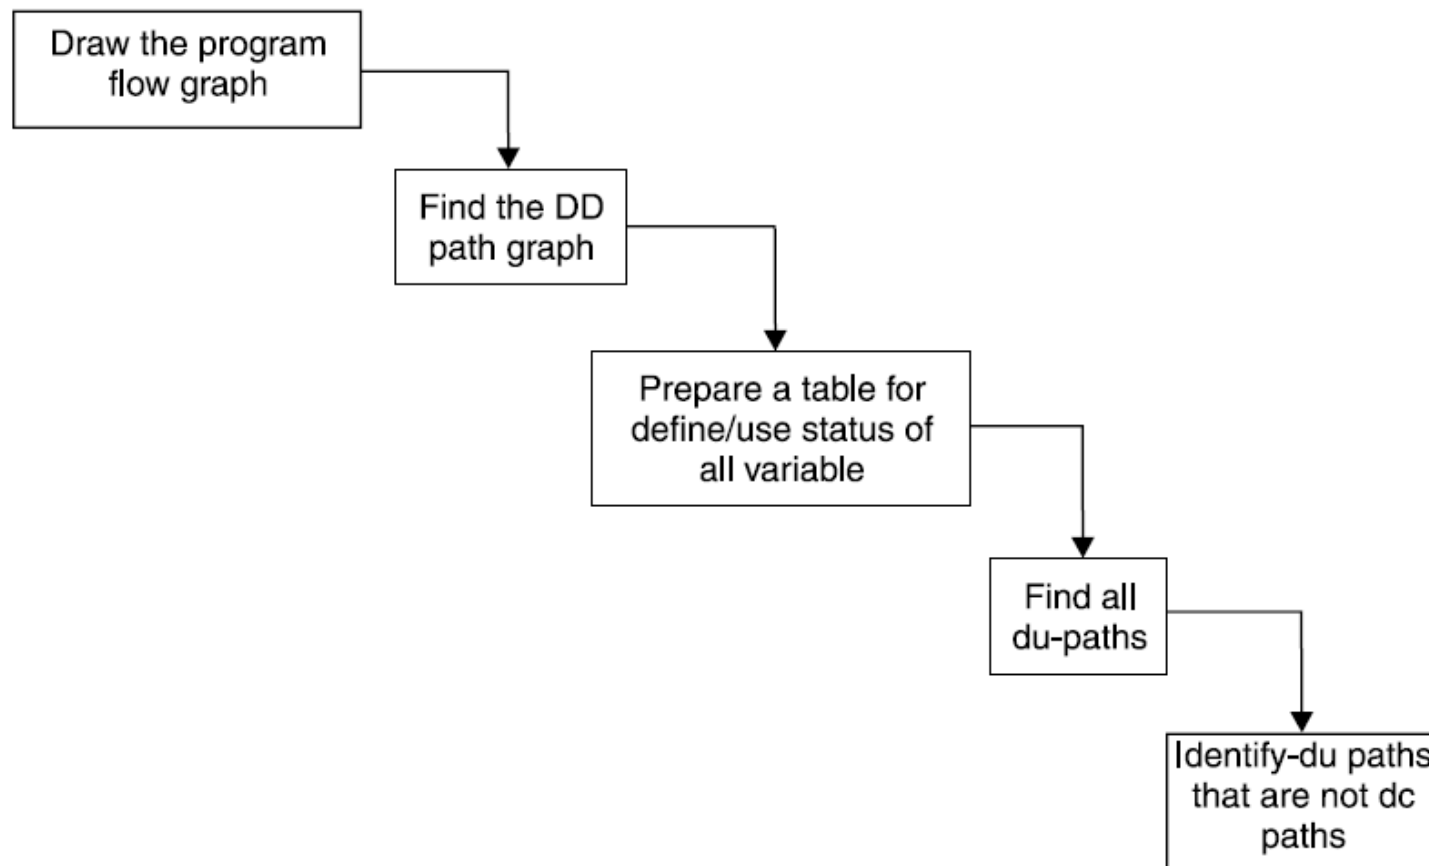 Draw the program
flow graph
Find the DD
path graph
Prepare a table for
define/use status of
all variable
Find all
du-paths
Identify-du paths
that are not dc
paths